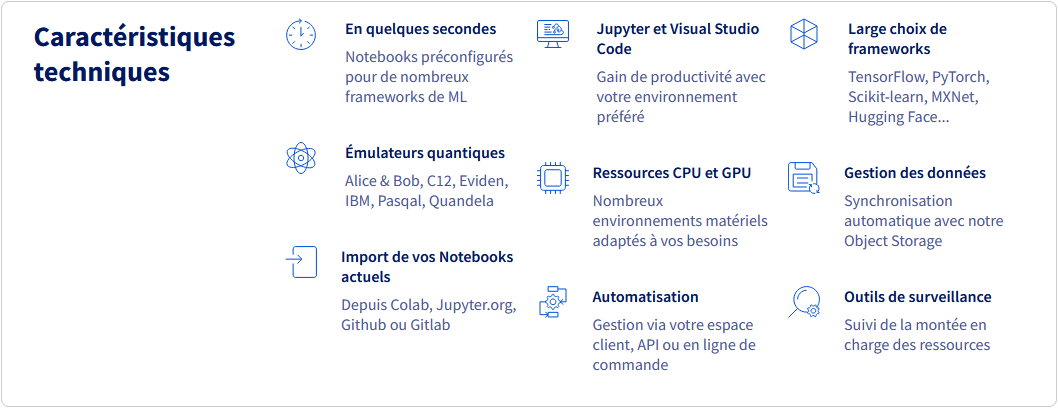 Caractéristiques
techniques
En quelques secondes
Notebooks préconfigurés
pour de nombreux
frameworks de ML
Émulateurs quantiques
Alice & Bob, C12, Eviden,
IBM, Pasqal, Quandela
Import de vos Notebooks
actuels
Depuis Colab, Jupyter.org,
Github ou Gitlab
Jupyter et Visual Studio
Code
Gain de productivité avec
votre environnement
préféré
Ressources CPU et GPU
Nombreux
environnements matériels
adaptés à vos besoins
Automatisation
Gestion via votre espace
client, API ou en ligne de
commande
Large choix de
frameworks
TensorFlow, PyTorch,
Scikit-learn, MXNet,
Hugging Face...
Gestion des données
Synchronisation
automatique avec notre
Object Storage
Outils de surveillance
Suivi de la montée en
charge des ressources